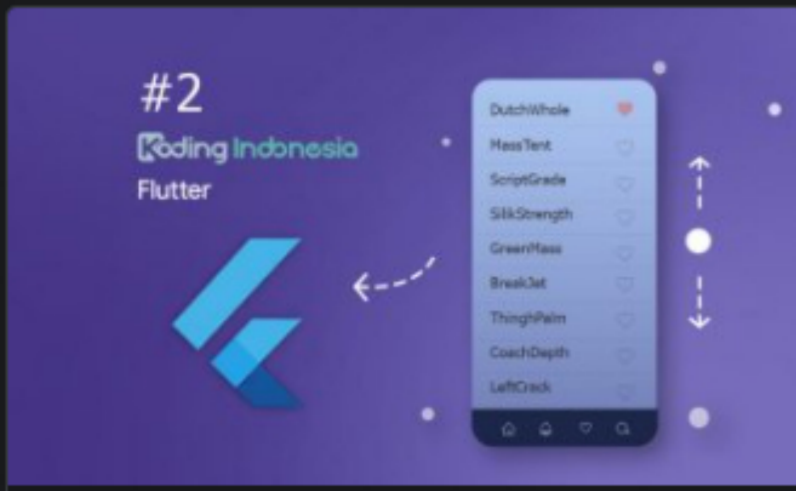 #2
Koding Indonesia
Flutter
DutchWhole
MassTent
ScriptGrade
SilkStrength
GreenMass
BreakJet
ThinghPalm
CoachDepth
LeftCrack